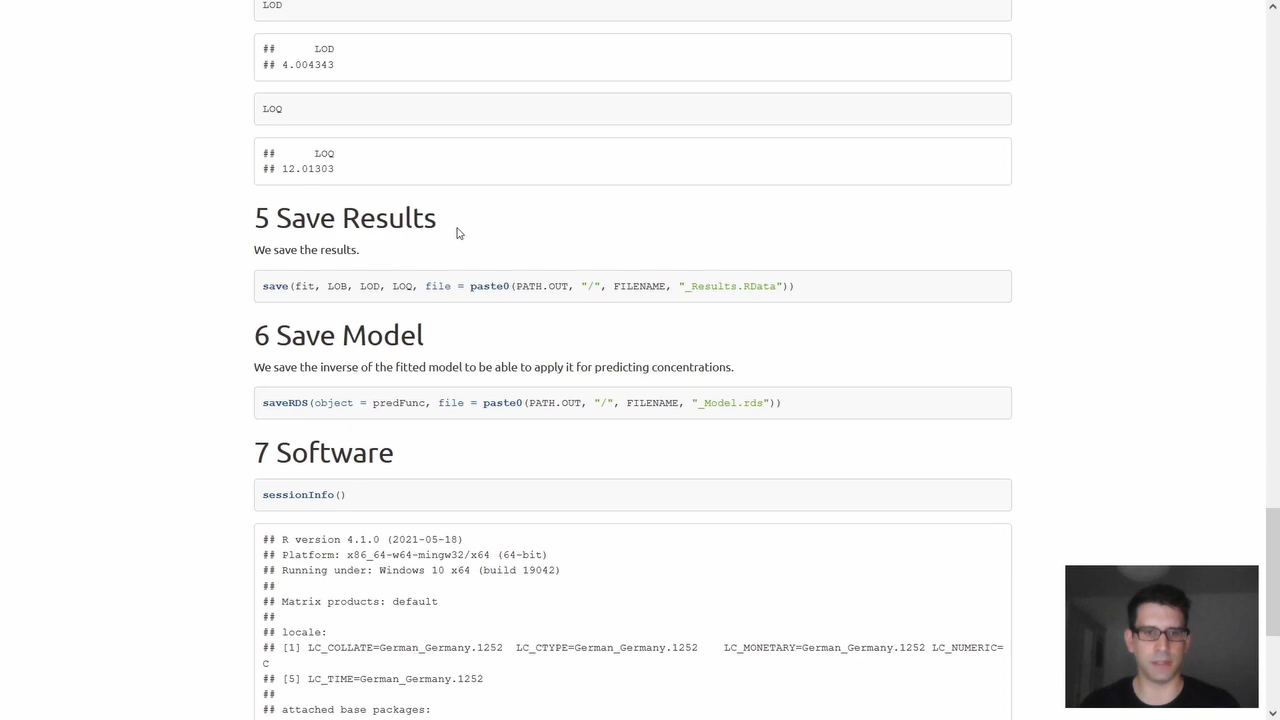 LOD
##      LOD
## 4.004343
LOQ
##      LOQ
## 12.01303
5 Save Results
We save the results.
save(fit, LOB, LOD, LOQ, file = paste0(PATH.OUT, "/", FILENAME, "_Results.RData"))
6 Save Model
We save the inverse of the fitted model to be able to apply it for predicting concentrations.
saveRDS(object = predFunc, file = paste0(PATH.OUT, "/", FILENAME, "_Model.rds"))
7 Software
sessionInfo()
## R version 4.1.0 (2021-05-18)
## Platform: x86_64-w64-mingw32/x64 (64-bit)
## Running under: Windows 10 x64 (build 19042)
##
## Matrix products: default
##
## locale:
## [1] LC_COLLATE=German_Germany.1252  LC_CTYPE=German_Germany.1252    LC_MONETARY=German_Germany.1252 LC_NUMERIC=
C
## [5] LC_TIME=German_Germany.1252
##
## attached base packages: